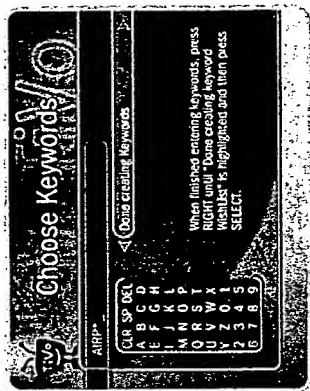 TiVo
Choose Keywords
AIRP*
Done creating Keywords
CLR SP DEL
A B C D
E F G H
I J K L
M N O P
Q R S T
U V W X
Y Z 0 1
2 3 4 5
6 7 8 9
When finished entering keywords, press
RIGHT until "Done creating keyword
WishList" is highlighted and then press
SELECT.